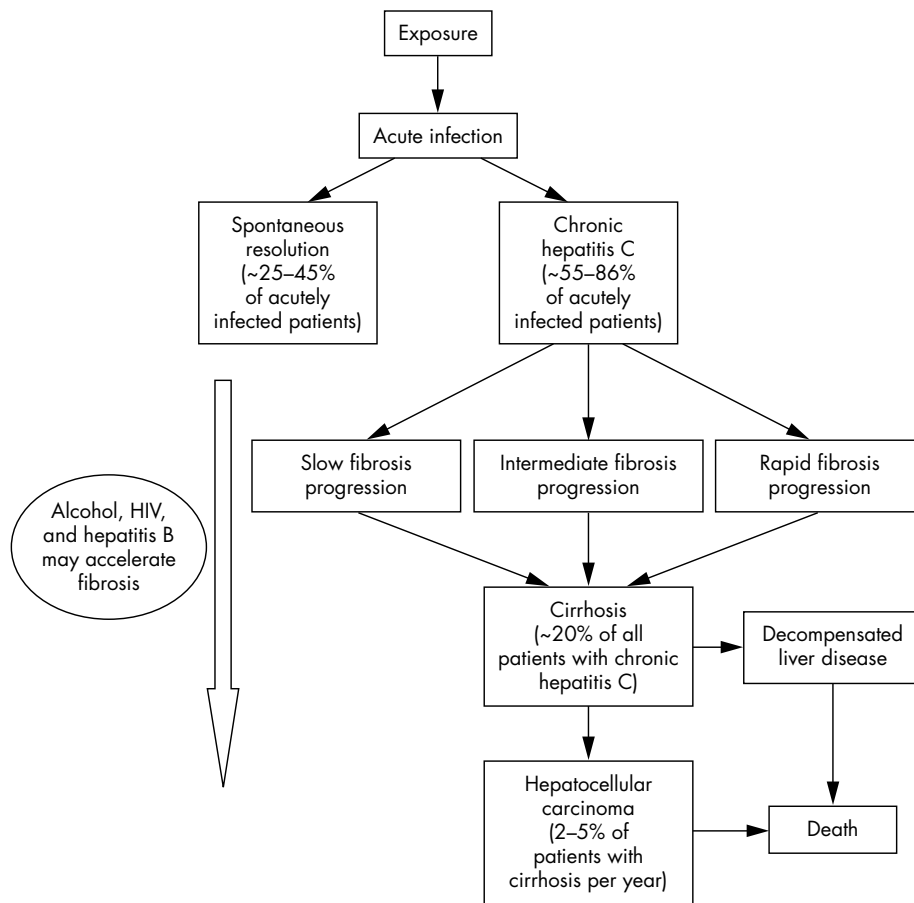 Exposure
Acute infection
Spontaneous
resolution
(~25–45%
of acutely
infected patients)
Chronic
hepatitis C
(~55–86%
of acutely
infected patients)
Slow fibrosis
progression
Intermediate fibrosis
progression
Rapid fibrosis
progression
Alcohol, HIV,
and hepatitis B
may accelerate
fibrosis
Cirrhosis
(~20% of all
patients with chronic
hepatitis C)
Decompensated
liver disease
Hepatocellular
carcinoma
(2–5% of
patients with
cirrhosis per year)
Death